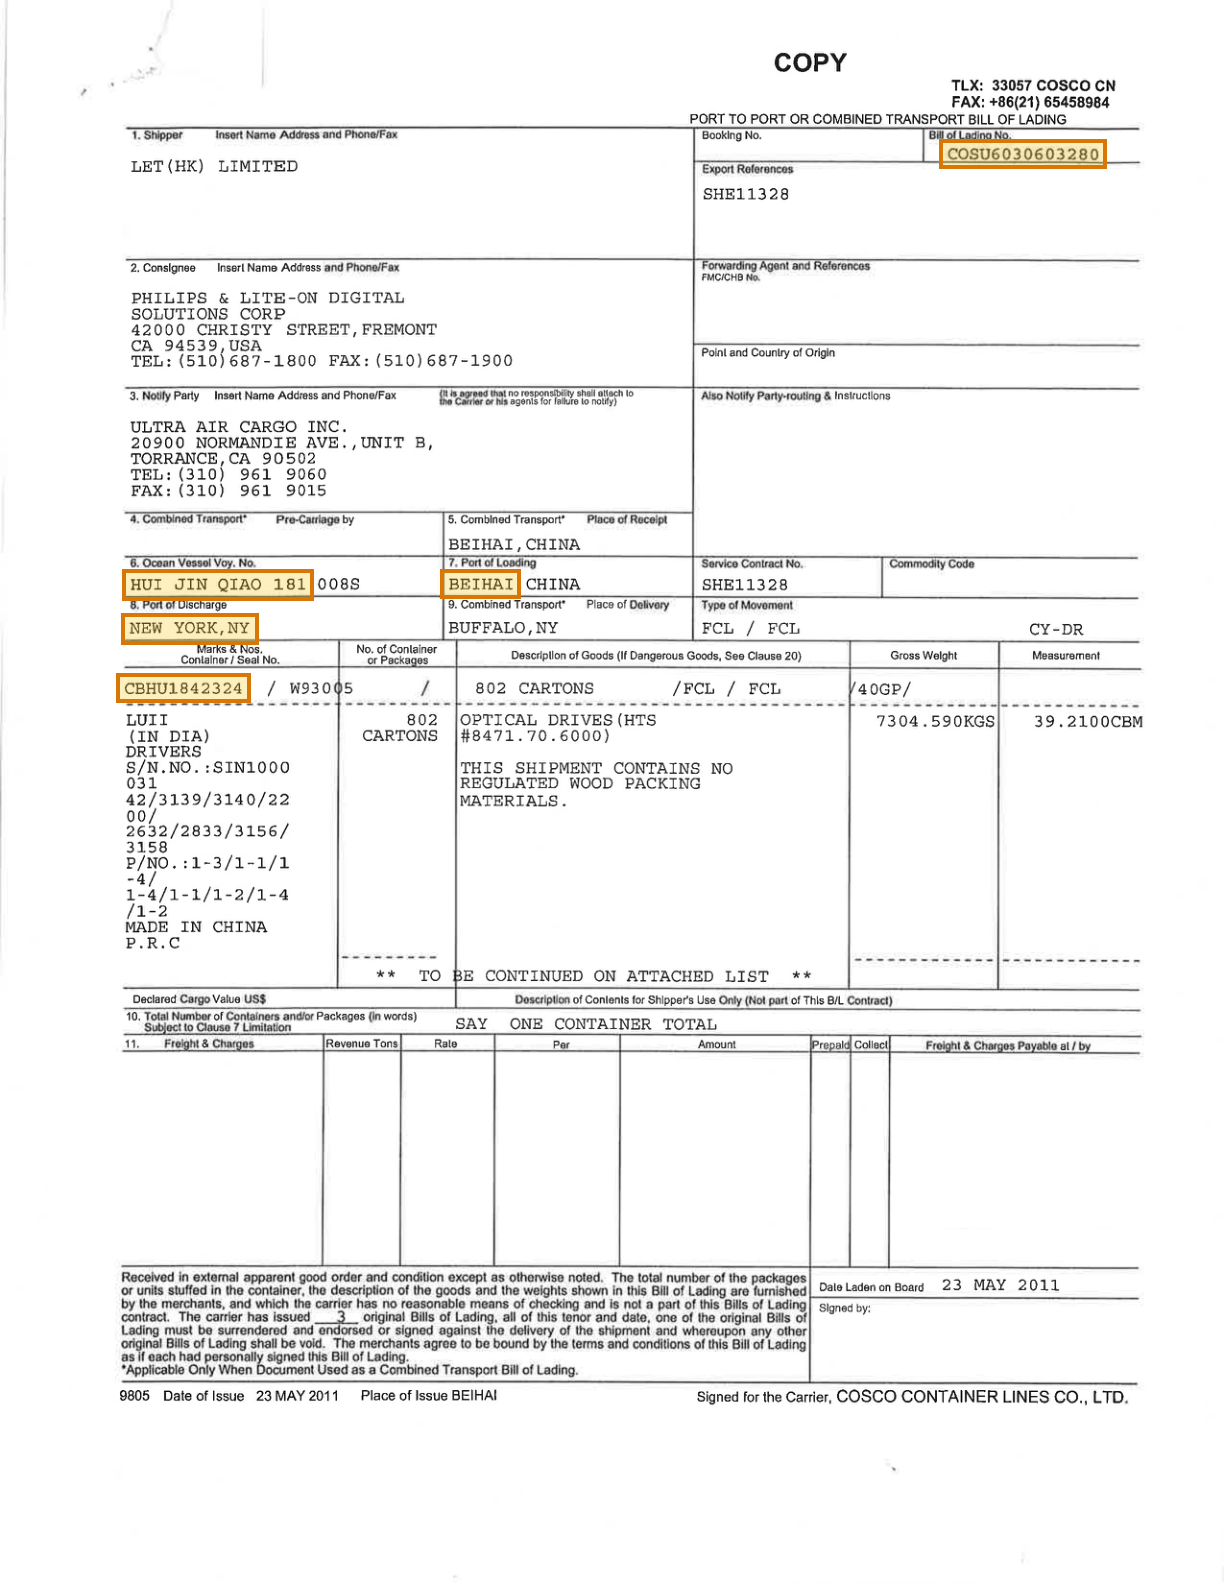 COPY
TLX: 33057 COSCO CN
FAX: +86(21) 65458984
PORT TO PORT OR COMBINED TRANSPORT BILL OF LADING
1. Shipper Insert Name Address and Phone/Fax
LET(HK) LIMITED
Booking No.
Bill of Lading No.
COSU6030603280
Export References
SHE11328
2. Consignee Insert Name Address and Phone/Fax
PHILIPS & LITE-ON DIGITAL
SOLUTIONS CORP
42000 CHRISTY STREET,FREMONT
CA 94539,USA
TEL:(510)687-1800 FAX:(510)687-1900
Forwarding Agent and References
FMC/CHB No.
Point and Country of Origin
3. Notify Party Insert Name Address and Phone/Fax
(It is agreed that no responsibility shall attach to
the Carrier or his agents for failure to notify)
ULTRA AIR CARGO INC.
20900 NORMANDIE AVE.,UNIT B,
TORRANCE,CA 90502
TEL:(310) 961 9060
FAX:(310) 961 9015
Also Notify Party-routing & Instructions
4. Combined Transport* Pre-Carriage by
5. Combined Transport* Place of Receipt
BEIHAI,CHINA
6. Ocean Vessel Voy. No.
HUI JIN QIAO 181 008S
7. Port of Loading
BEIHAI CHINA
Service Contract No.
SHE11328
Commodity Code
8. Port of Discharge
NEW YORK,NY
9. Combined Transport* Place of Delivery
BUFFALO,NY
Type of Movement
FCL / FCL CY-DR
Marks & Nos.
Container / Seal No.
No. of Container
or Packages
Description of Goods (If Dangerous Goods, See Clause 20)
Gross Weight
Measurement
CBHU1842324 / W93005 / 802 CARTONS /FCL / FCL /40GP/
LUII
(IN DIA)
DRIVERS
S/N.NO.:SIN1000
031
42/3139/3140/22
00/
2632/2833/3156/
3158
P/NO.:1-3/1-1/1
-4/
1-4/1-1/1-2/1-4
/1-2
MADE IN CHINA
P.R.C
802
CARTONS
OPTICAL DRIVES(HTS
#8471.70.6000)
THIS SHIPMENT CONTAINS NO
REGULATED WOOD PACKING
MATERIALS.
7304.590KGS
39.2100CBM
** TO BE CONTINUED ON ATTACHED LIST **
Declared Cargo Value US$
Description of Contents for Shipper's Use Only (Not part of This B/L Contract)
10. Total Number of Containers and/or Packages (in words)
Subject to Clause 7 Limitation
SAY ONE CONTAINER TOTAL
11. Freight & Charges Revenue Tons Rate Per Amount Prepaid Collect Freight & Charges Payable at / by
Received in external apparent good order and condition except as otherwise noted. The total number of the packages
or units stuffed in the container, the description of the goods and the weights shown in this Bill of Lading are furnished
by the merchants, and which the carrier has no reasonable means of checking and is not a part of this Bills of Lading
contract. The carrier has issued 3 original Bills of Lading, all of this tenor and date, one of the original Bills of
Lading must be surrendered and endorsed or signed against the delivery of the shipment and whereupon any other
original Bills of Lading shall be void. The merchants agree to be bound by the terms and conditions of this Bill of Lading
as if each had personally signed this Bill of Lading.
*Applicable Only When Document Used as a Combined Transport Bill of Lading.
Date Laden on Board 23 MAY 2011
Signed by:
9805 Date of Issue 23 MAY 2011 Place of Issue BEIHAI
Signed for the Carrier, COSCO CONTAINER LINES CO., LTD.